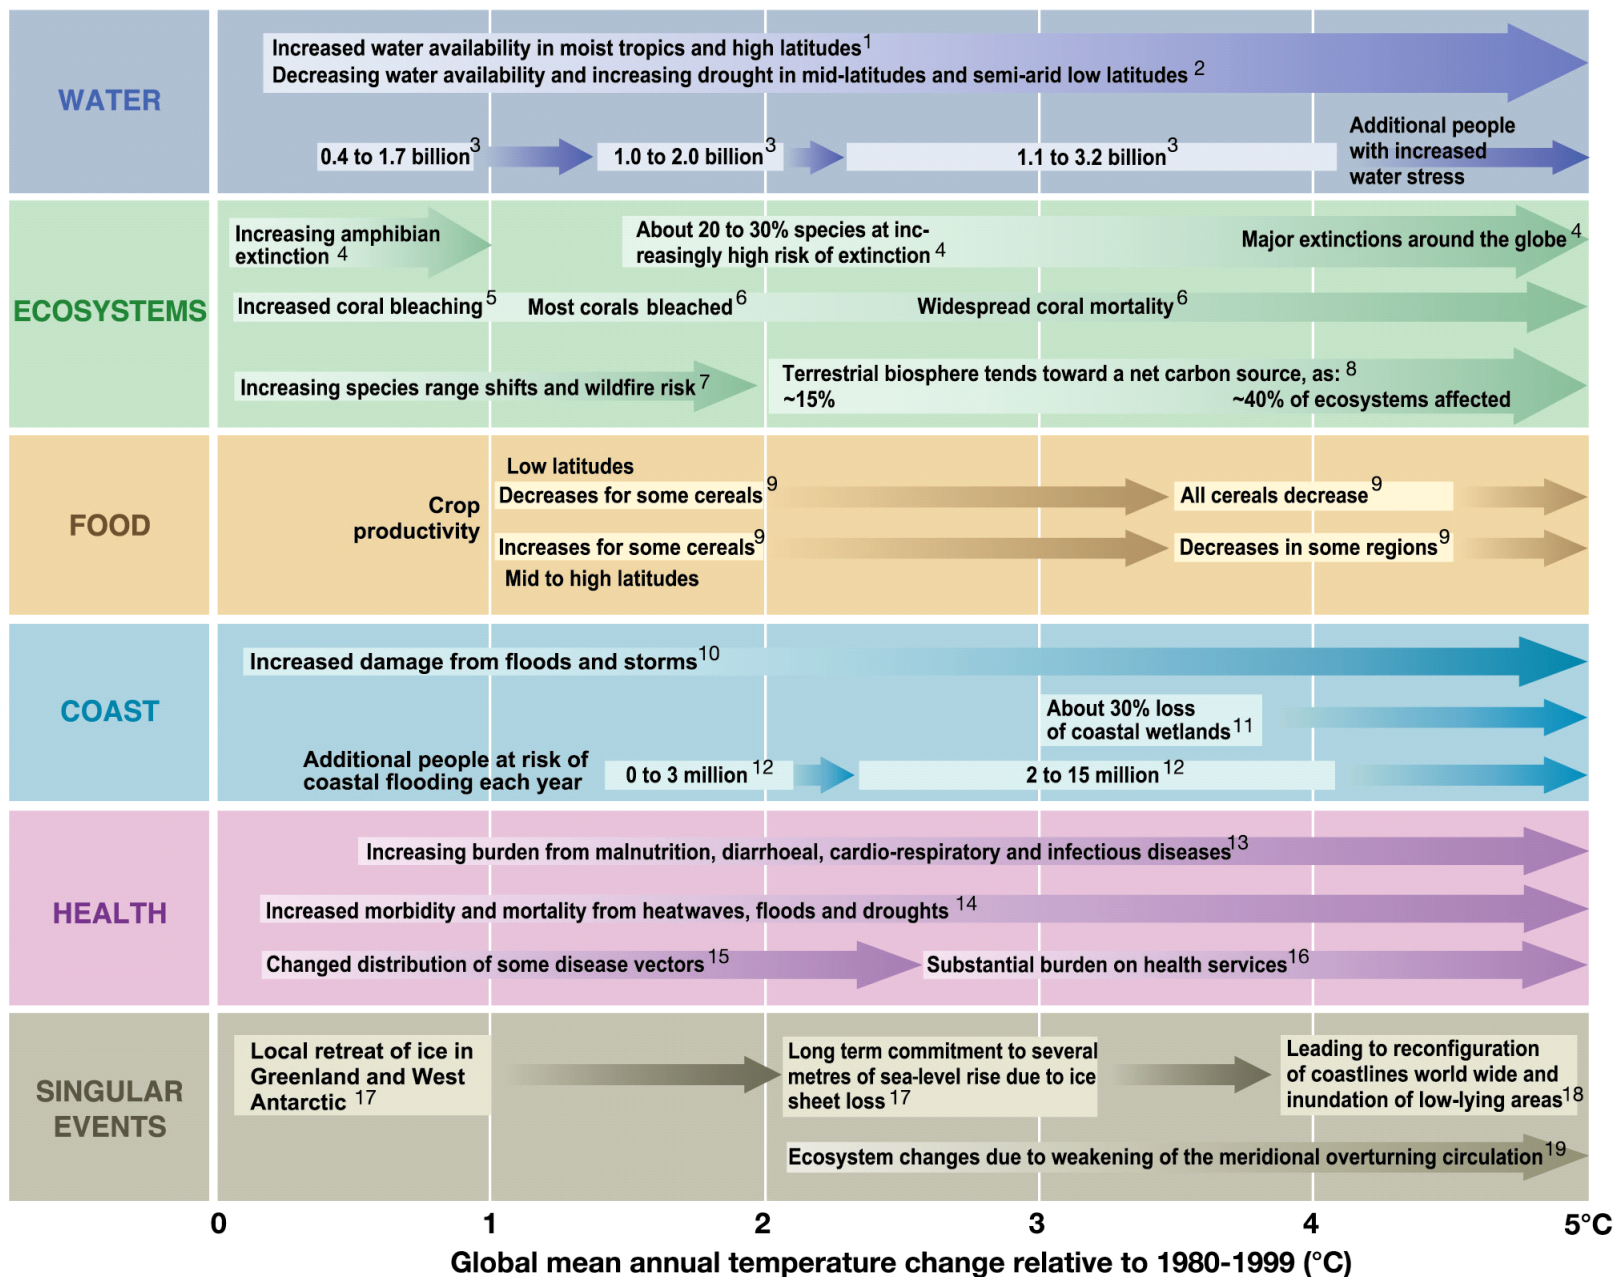 WATER
Increased water availability in moist tropics and high latitudes1
Decreasing water availability and increasing drought in mid-latitudes and semi-arid low latitudes 2
0.4 to 1.7 billion3
1.0 to 2.0 billion3
1.1 to 3.2 billion3
Additional people
with increased
water stress
ECOSYSTEMS
Increasing amphibian
extinction 4
About 20 to 30% species at inc-
reasingly high risk of extinction 4
Major extinctions around the globe 4
Increased coral bleaching5
Most corals bleached6
Widespread coral mortality6
Increasing species range shifts and wildfire risk 7
Terrestrial biosphere tends toward a net carbon source, as: 8
~15%
~40% of ecosystems affected
FOOD
Crop
productivity
Low latitudes
Decreases for some cereals 9
All cereals decrease 9
Increases for some cereals9
Decreases in some regions9
Mid to high latitudes
COAST
Increased damage from floods and storms10
About 30% loss
of coastal wetlands11
Additional people at risk of
coastal flooding each year
0 to 3 million 12
2 to 15 million 12
HEALTH
Increasing burden from malnutrition, diarrhoeal, cardio-respiratory and infectious diseases13
Increased morbidity and mortality from heatwaves, floods and droughts 14
Changed distribution of some disease vectors15
Substantial burden on health services16
SINGULAR
EVENTS
Local retreat of ice in
Greenland and West
Antarctic 17
Long term commitment to several
metres of sea-level rise due to ice
sheet loss 17
Leading to reconfiguration
of coastlines world wide and
inundation of low-lying areas18
Ecosystem changes due to weakening of the meridional overturning circulation19
0 1 2 3 4 5°C
Global mean annual temperature change relative to 1980-1999 (°C)